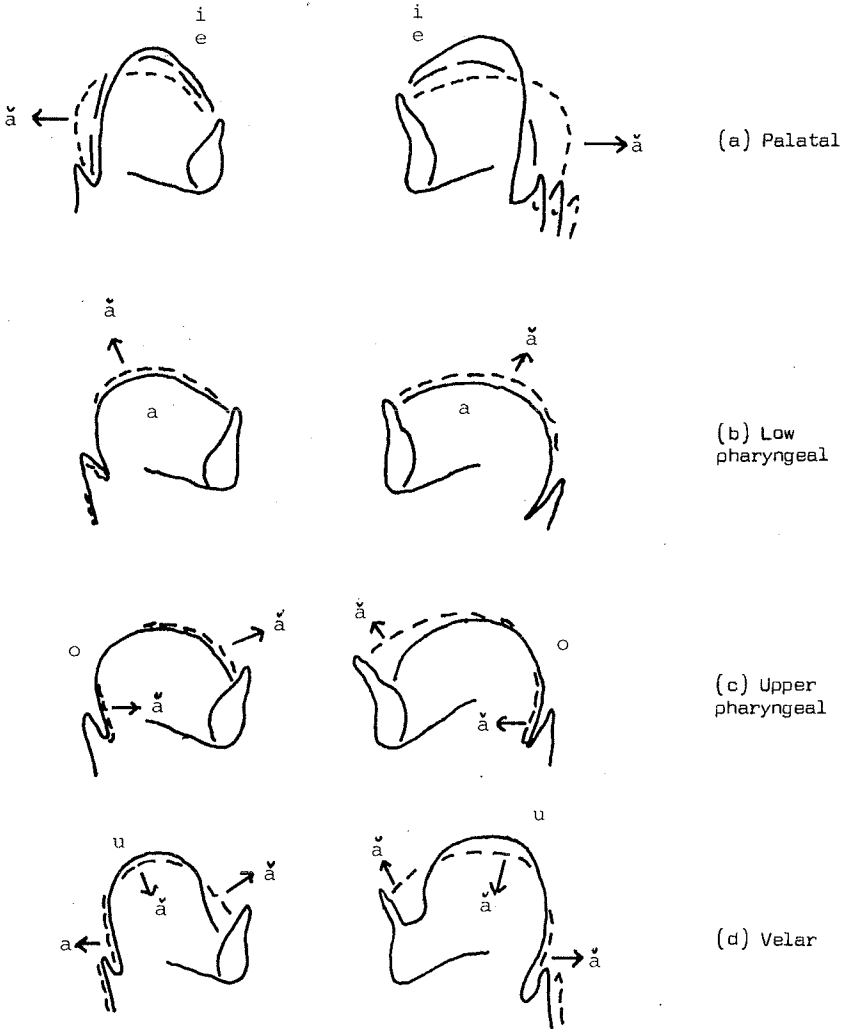 i i
e e
ǎ ǎ (a) Palatal
ǎ ǎ
a a (b) Low
pharyngeal
ǎ ǎ
o o
ǎ ǎ (c) Upper
pharyngeal
u u
ǎ ǎ
ǎ ǎ
a ǎ (d) Velar